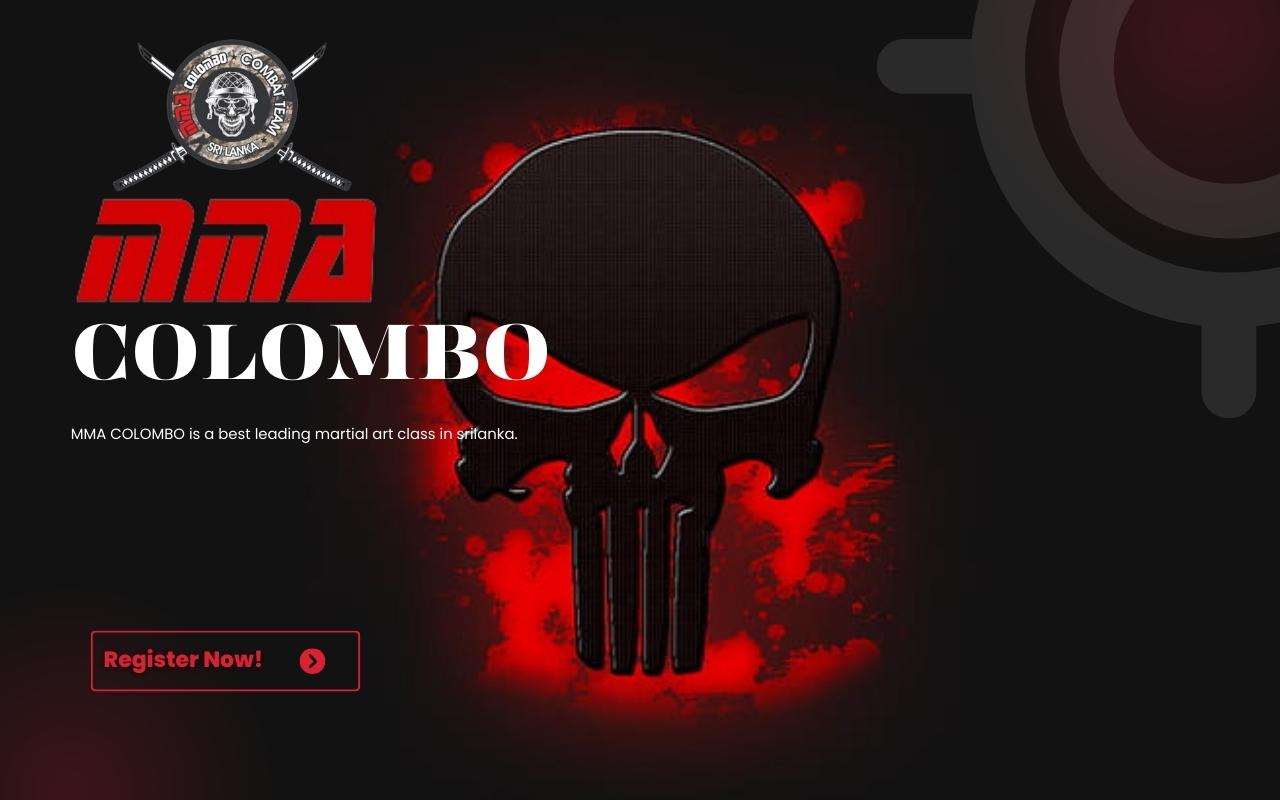 COLOMBO COMBAT TEAM
MMA
SRI LANKA
MMA
COLOMBO
MMA COLOMBO is a best leading martial art class in srilanka.
Register Now!